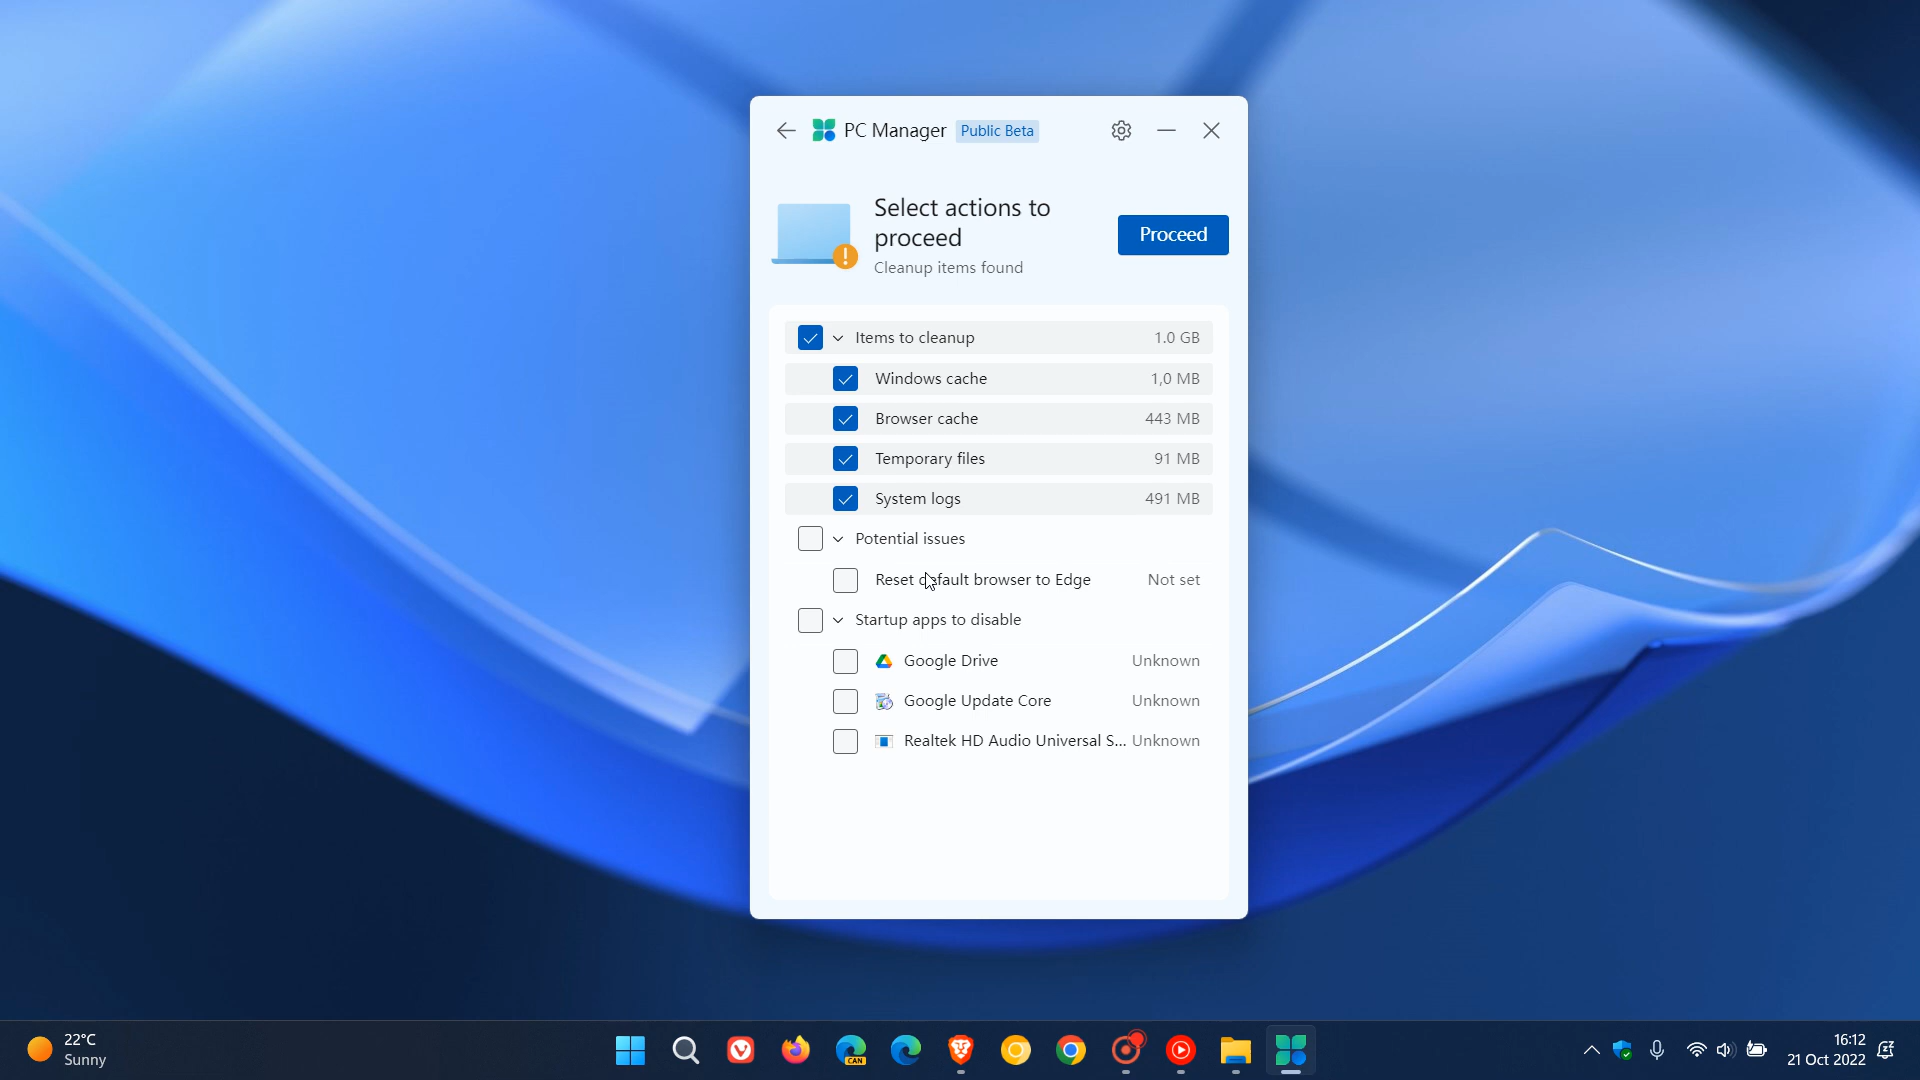 PC Manager Public Beta
Select actions to
proceed
Proceed
Cleanup items found
Items to cleanup 1.0 GB
Windows cache 1,0 MB
Browser cache 443 MB
Temporary files 91 MB
System logs 491 MB
Potential issues
Reset default browser to Edge Not set
Startup apps to disable
Google Drive Unknown
Google Update Core Unknown
Realtek HD Audio Universal S... Unknown
22°C
Sunny
CAN
16:12
21 Oct 2022